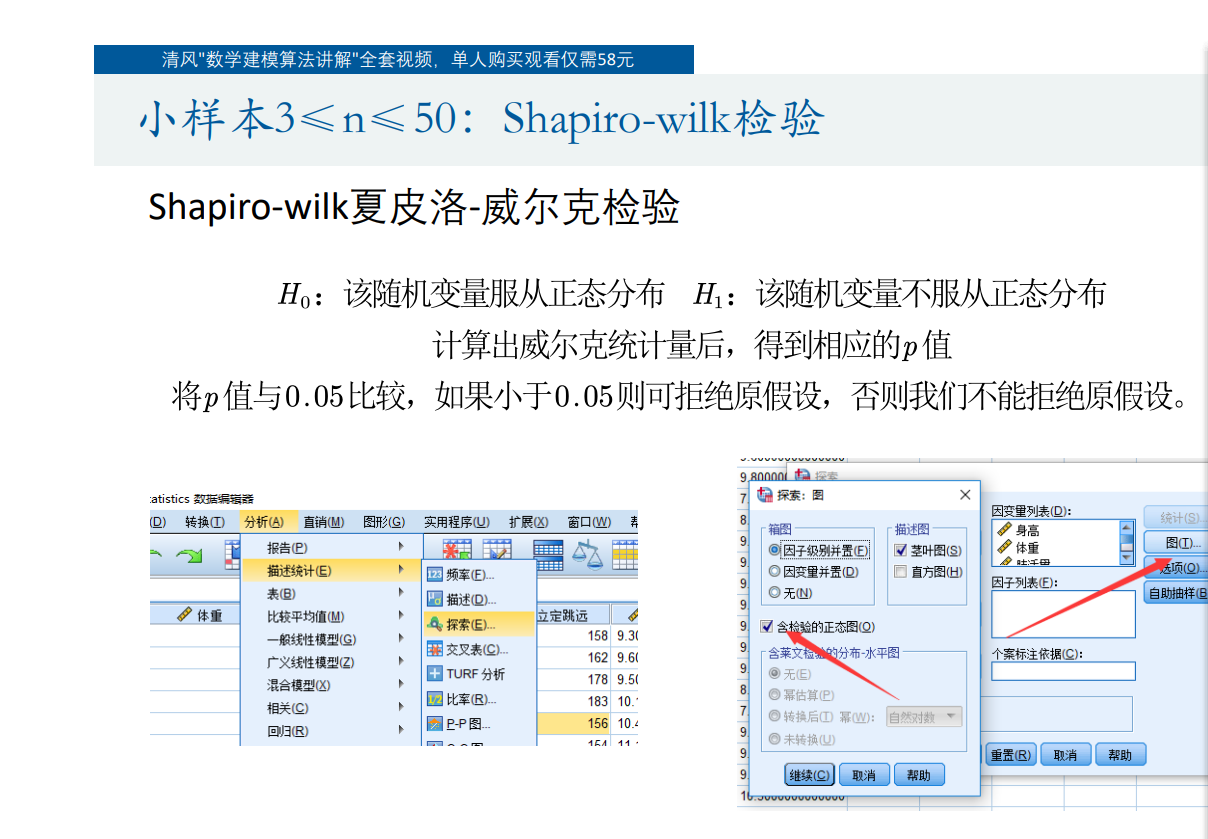 清风"数学建模算法讲解"全套视频，单人购买观看仅需58元
小样本3≤n≤50：Shapiro-wilk检验
Shapiro-wilk夏皮洛-威尔克检验
H₀：该随机变量服从正态分布 H₁：该随机变量不服从正态分布
计算出威尔克统计量后，得到相应的p值
将p值与0.05比较，如果小于0.05则可拒绝原假设，否则我们不能拒绝原假设。
tatistics 数据编辑器
(D) 转换(T) 分析(A) 直销(M) 图形(G) 实用程序(U) 扩展(X) 窗口(W)
报告(P)
描述统计(E)
表(B)
比较平均值(M)
一般线性模型(G)
广义线性模型(Z)
混合模型(X)
相关(C)
回归(R)
体重
频率(F)...
描述(D)...
探索(E)...
交叉表(C)...
TURF 分析
比率(R)...
P-P 图...
立定跳远
158 9.30
162 9.60
178 9.50
183 10.
156 10.4
154 11.
9.80000
探索
探索：图
箱图
因子级别并置(F)
因变量并置(D)
无(N)
描述图
茎叶图(S)
直方图(H)
含检验的正态图(O)
含莱文检验的分布-水平图
无(E)
幂估算(P)
转换后(T) 幂(W)： 自然对数
未转换(U)
继续(C) 取消 帮助
因变量列表(D)：
身高
体重
因子列表(F)：
个案标注依据(C)：
统计(S)...
图(T)...
选项(O)...
自助抽样(B
重置(R) 取消 帮助